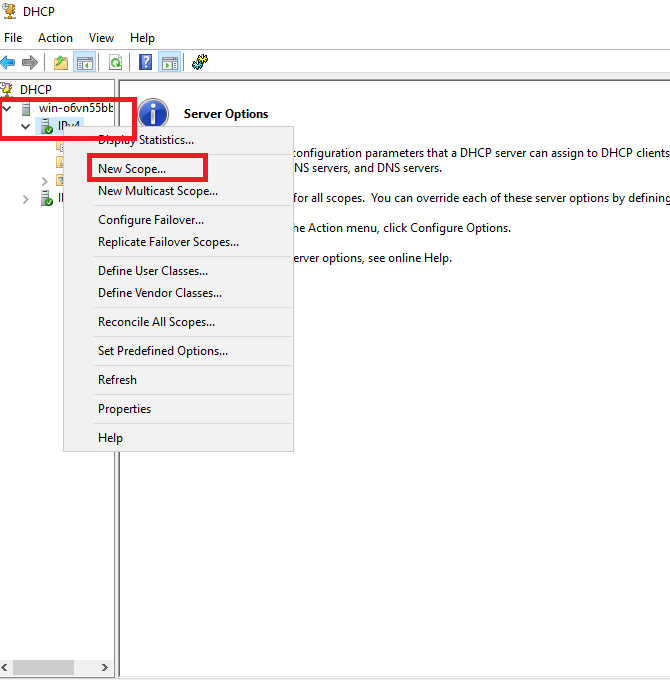 DHCP
File Action View Help
DHCP
win-o6vn55bb
IPv4
Server Options
Display Statistics...
New Scope...
New Multicast Scope...
Configure Failover...
Replicate Failover Scopes...
Define User Classes...
Define Vendor Classes...
Reconcile All Scopes...
Set Predefined Options...
Refresh
Properties
Help
configuration parameters that a DHCP server can assign to DHCP clients
NS servers, and DNS servers.
for all scopes. You can override each of these server options by defining
the Action menu, click Configure Options.
server options, see online Help.